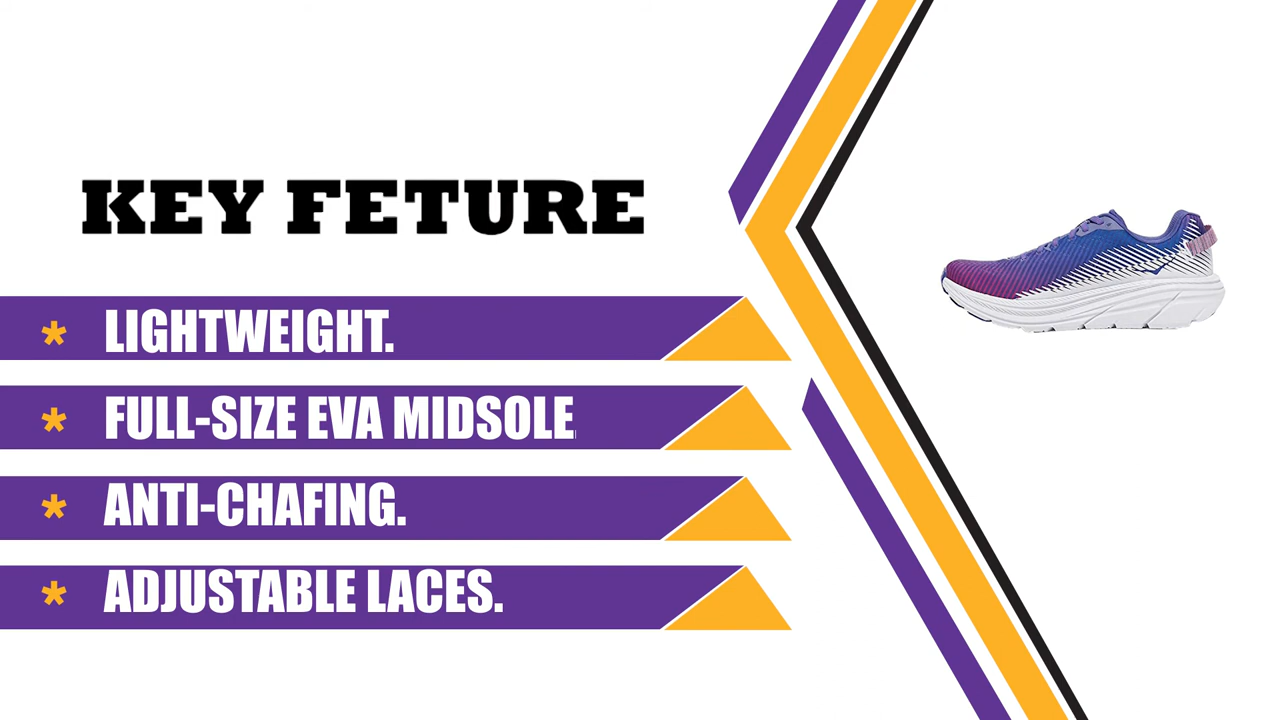 KEY FETURE
* LIGHTWEIGHT.
* FULL-SIZE EVA MIDSOLE
* ANTI-CHAFING.
* ADJUSTABLE LACES.